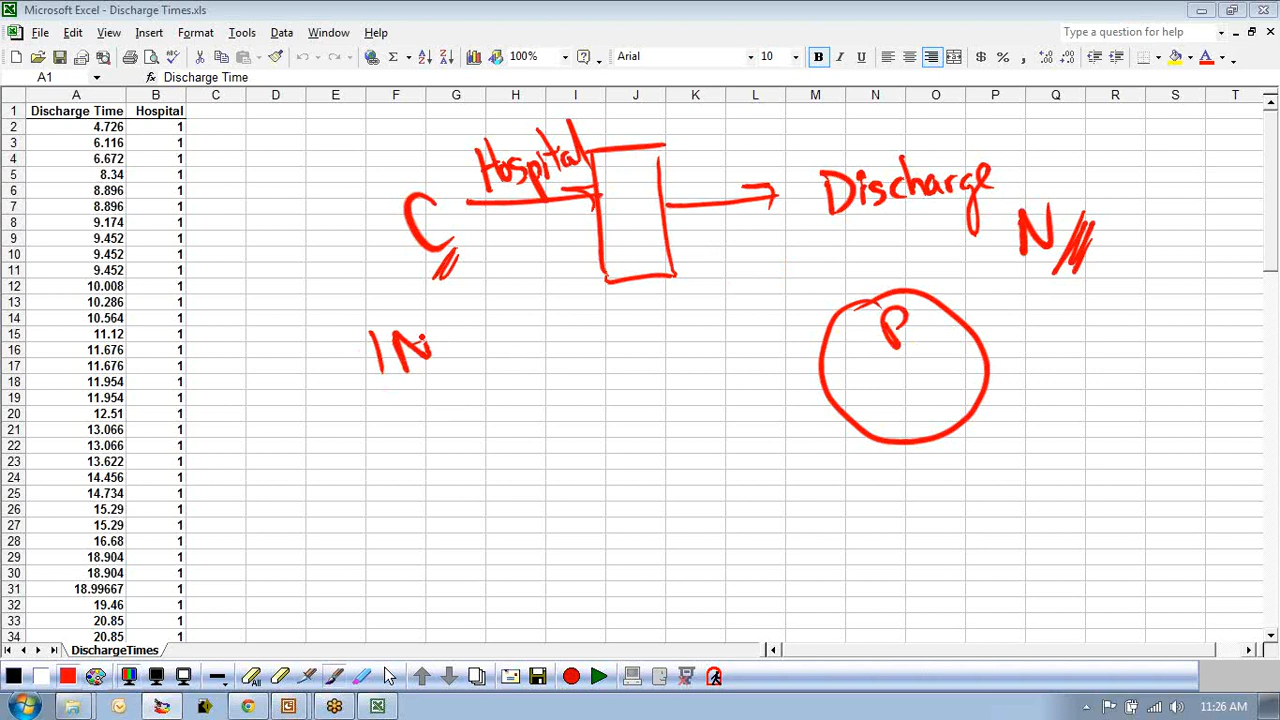 Microsoft Excel - Discharge Times.xls
File Edit View Insert Format Tools Data Window Help
Type a question for help
100% Arial 10 B I U $ % ,
A1 fx Discharge Time
A B C D E F G H I J K L M N O P Q R S T
1 Discharge Time Hospital
2 4.726 1
3 6.116 1
4 6.672 1
5 8.34 1
6 8.896 1
7 8.896 1
8 9.174 1
9 9.452 1
10 9.452 1
11 9.452 1
12 10.008 1
13 10.286 1
14 10.564 1
15 11.12 1
16 11.676 1
17 11.676 1
18 11.954 1
19 11.954 1
20 12.51 1
21 13.066 1
22 13.066 1
23 13.622 1
24 14.456 1
25 14.734 1
26 15.29 1
27 15.29 1
28 16.68 1
29 18.904 1
30 18.904 1
31 18.99667 1
32 19.46 1
33 20.85 1
34 20.85 1
Hospital
Discharge
C
N
P
IN
DischargeTimes
11:26 AM